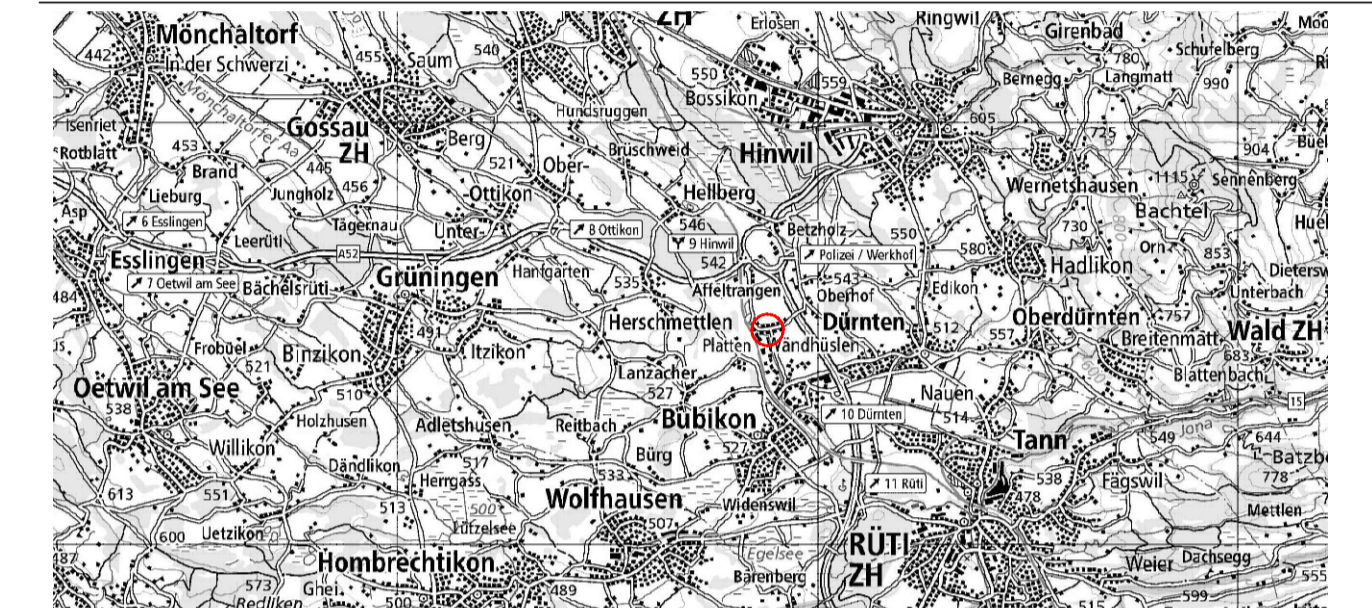 ZH
Erlosen
Ringwil
Girenbad
Mönchaltorf
442
In der Schwerzi
455
Saum
540
550
559
Bossikon
Bernegg
780
Langmatt
Schufelberg
990
Mönchaltorfer Aa
Hundsruggen
Isenriet
Gossau
ZH
Berg
605
725
Rotblatt
453
445
521
Ober-
Brüschweid
Hinwil
904
Brand
Lieburg
Jungholz
456
Ottikon
Hellberg
Wernetshausen
1115
Sennenberg
Bachtel
Asp
6 Esslingen
Tägernau
Unter-
8 Ottikon
546
9 Hinwil
Betzholz
550
730
Leerüti
A52
542
Polizei / Werkhof
580
Orn
853
Esslingen
Grüningen
Hanfgarten
535
543
Hadlikon
7 Oetwil am See
Bächelsrüti
Affeltrangen
Oberhof
Edikon
Unterbach
484
491
Herschmettlen
Dürnten
512
557
Oberdürnten
757
Wald ZH
Frobüel
521
Binzikon
Itzikon
Platten
Wändhüslen
Breitenmatt
683
Blattenbach
600
Oetwil am See
538
510
Lanzacher
527
Nauen
514
15
Holzhusen
Adletshusen
Reitbach
Bubikon
10 Dürnten
Tann
549
Jona
644
Willikon
Dändlikon
517
Bürg
527
Batzb
778
Herrgass
533
11 Rüti
538
Fägswil
613
551
513
500
Wolfhausen
Widenswil
478
Mettlen
Uetzikon
600
Lützelsee
507
Egelsee
RÜTI
ZH
Weier
Dachsegg
555
Hombrechtikon
573
Ghei
489
Barenberg
599
Redliken
500
515